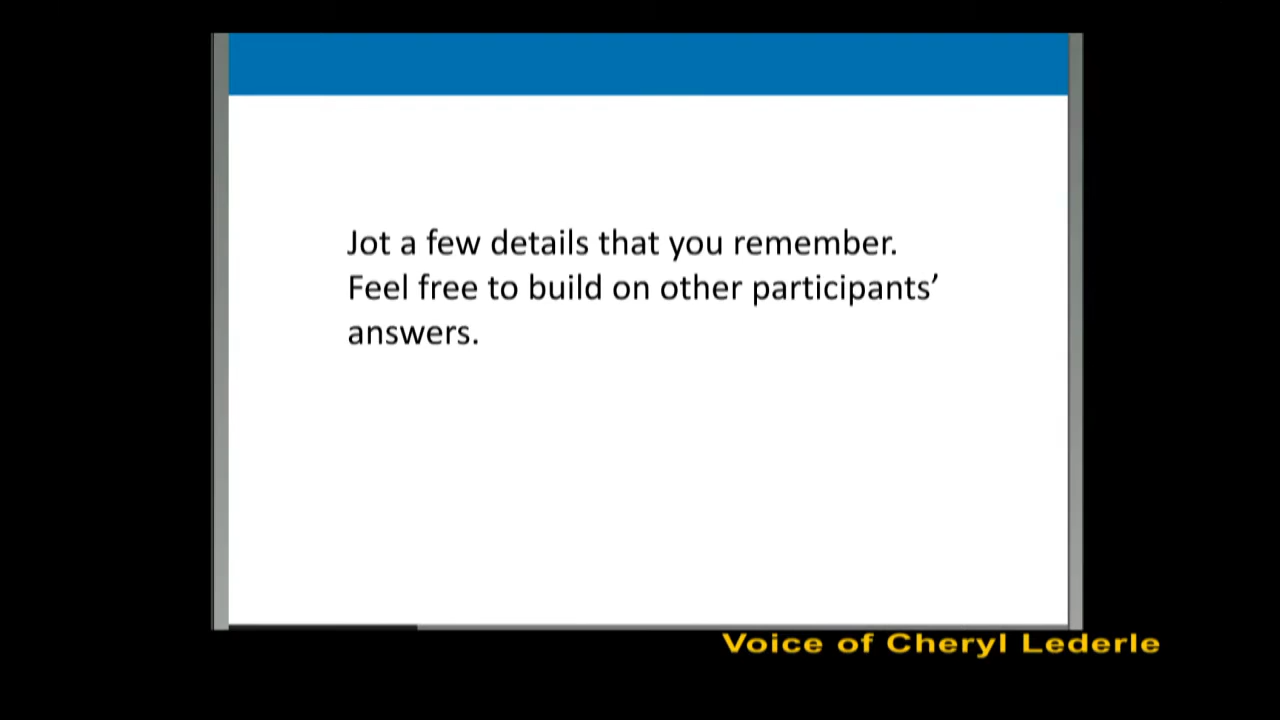 Jot a few details that you remember.
Feel free to build on other participants’
answers.
Voice of Cheryl Lederle